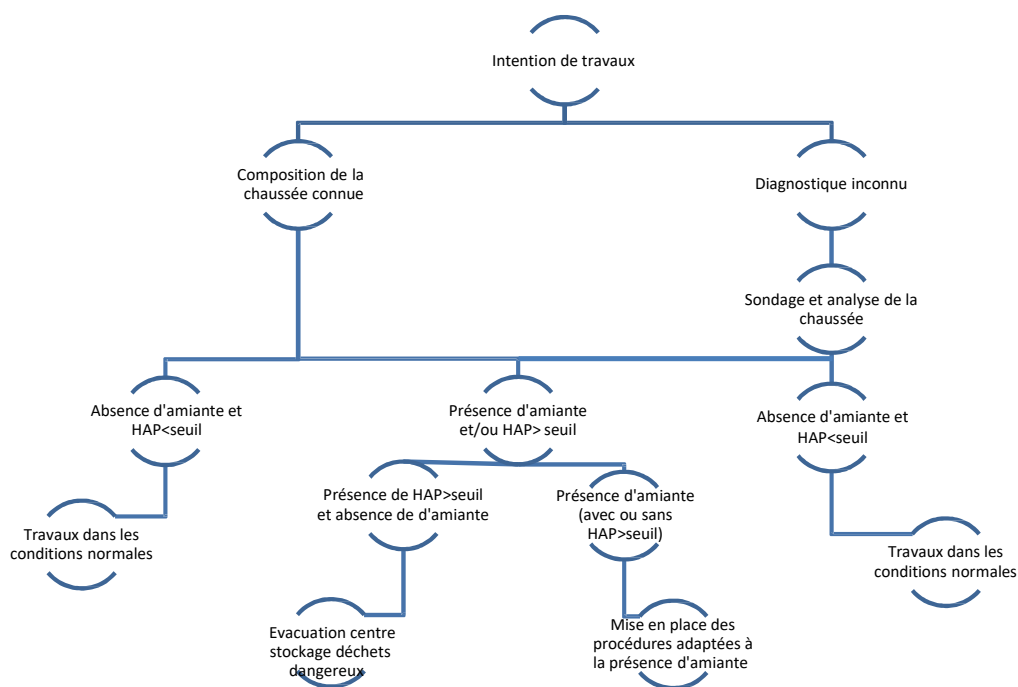 Intention de travaux
Composition de la
chaussée connue
Diagnostique inconnu
Sondage et analyse de la
chaussée
Absence d'amiante et
HAP<seuil
Présence d'amiante
et/ou HAP> seuil
Absence d'amiante et
HAP<seuil
Présence de HAP>seuil
et absence de d'amiante
Présence d'amiante
(avec ou sans
HAP>seuil)
Travaux dans les
conditions normales
Travaux dans les
conditions normales
Evacuation centre
stockage déchets
dangereux
Mise en place des
procédures adaptées à
la présence d'amiante